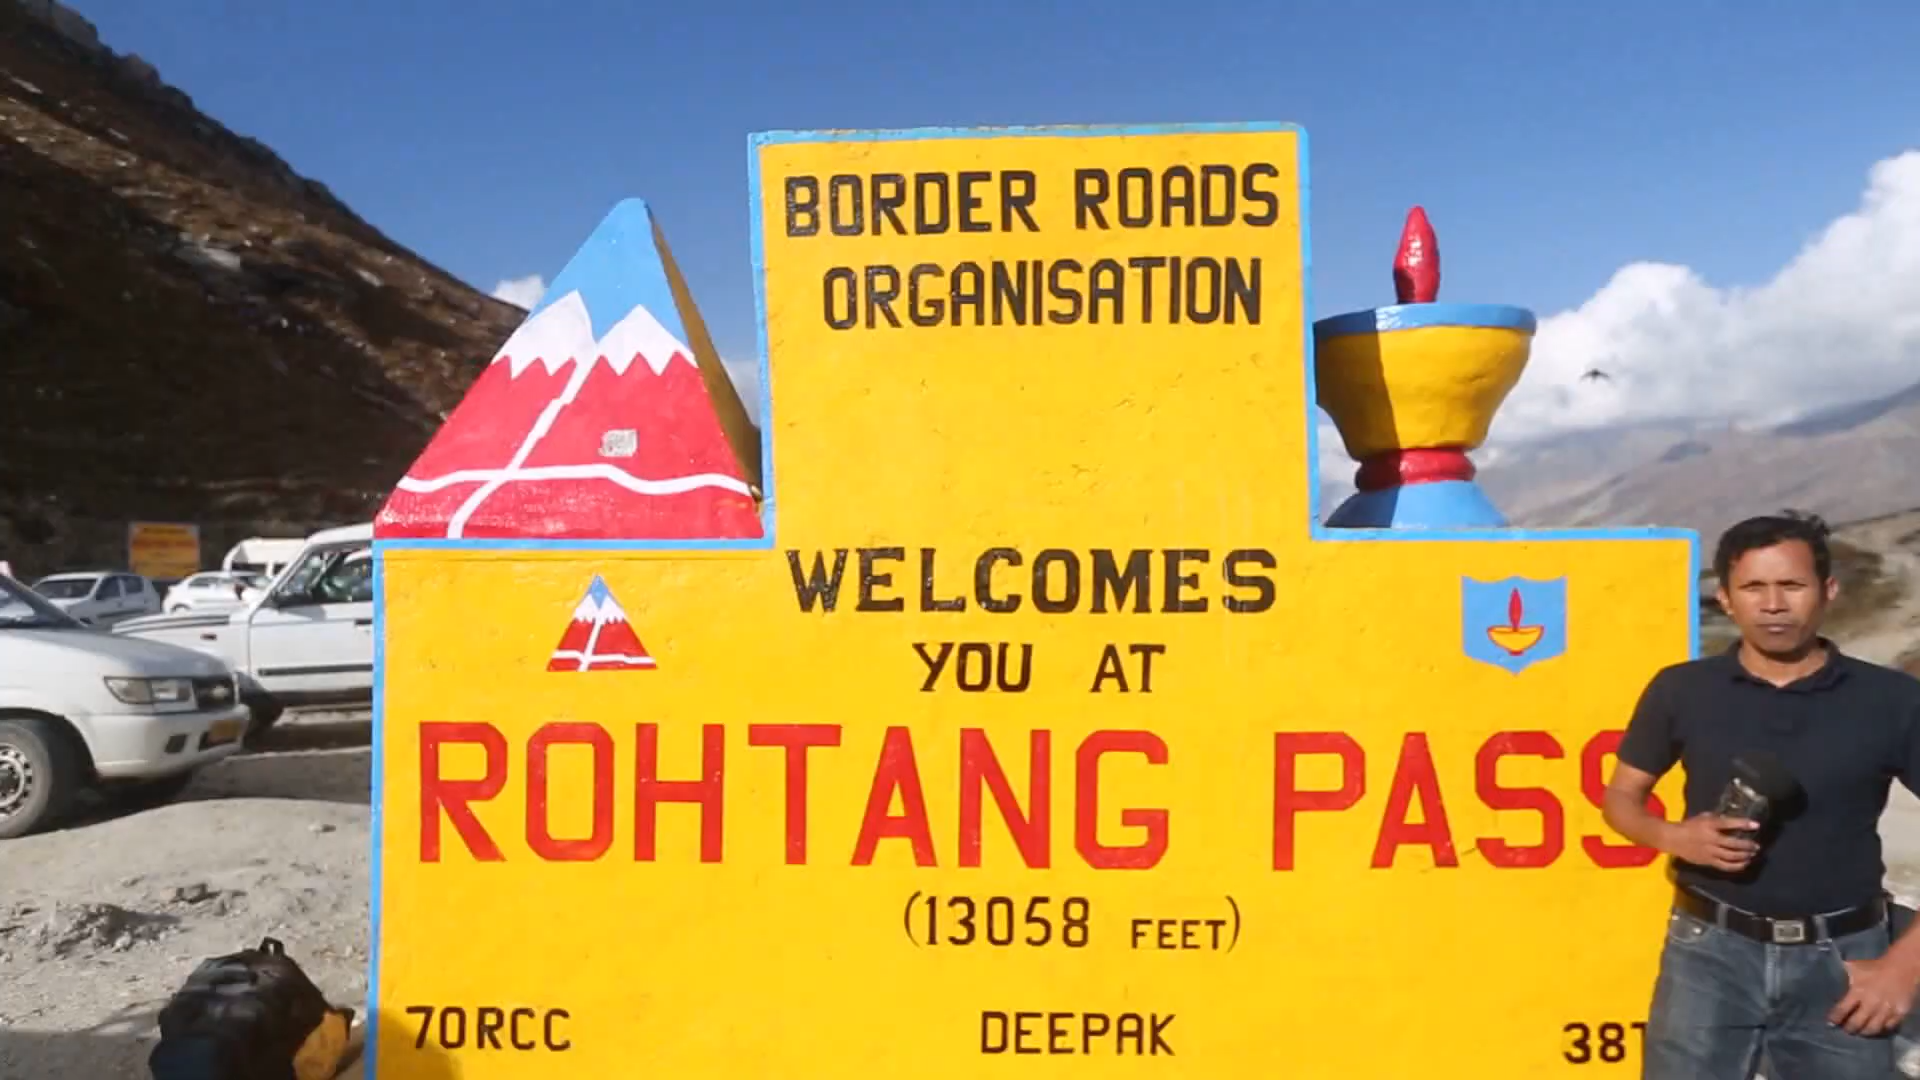 BORDER ROADS
ORGANISATION
WELCOMES
YOU AT
ROHTANG PASS
(13058 FEET)
70RCC DEEPAK